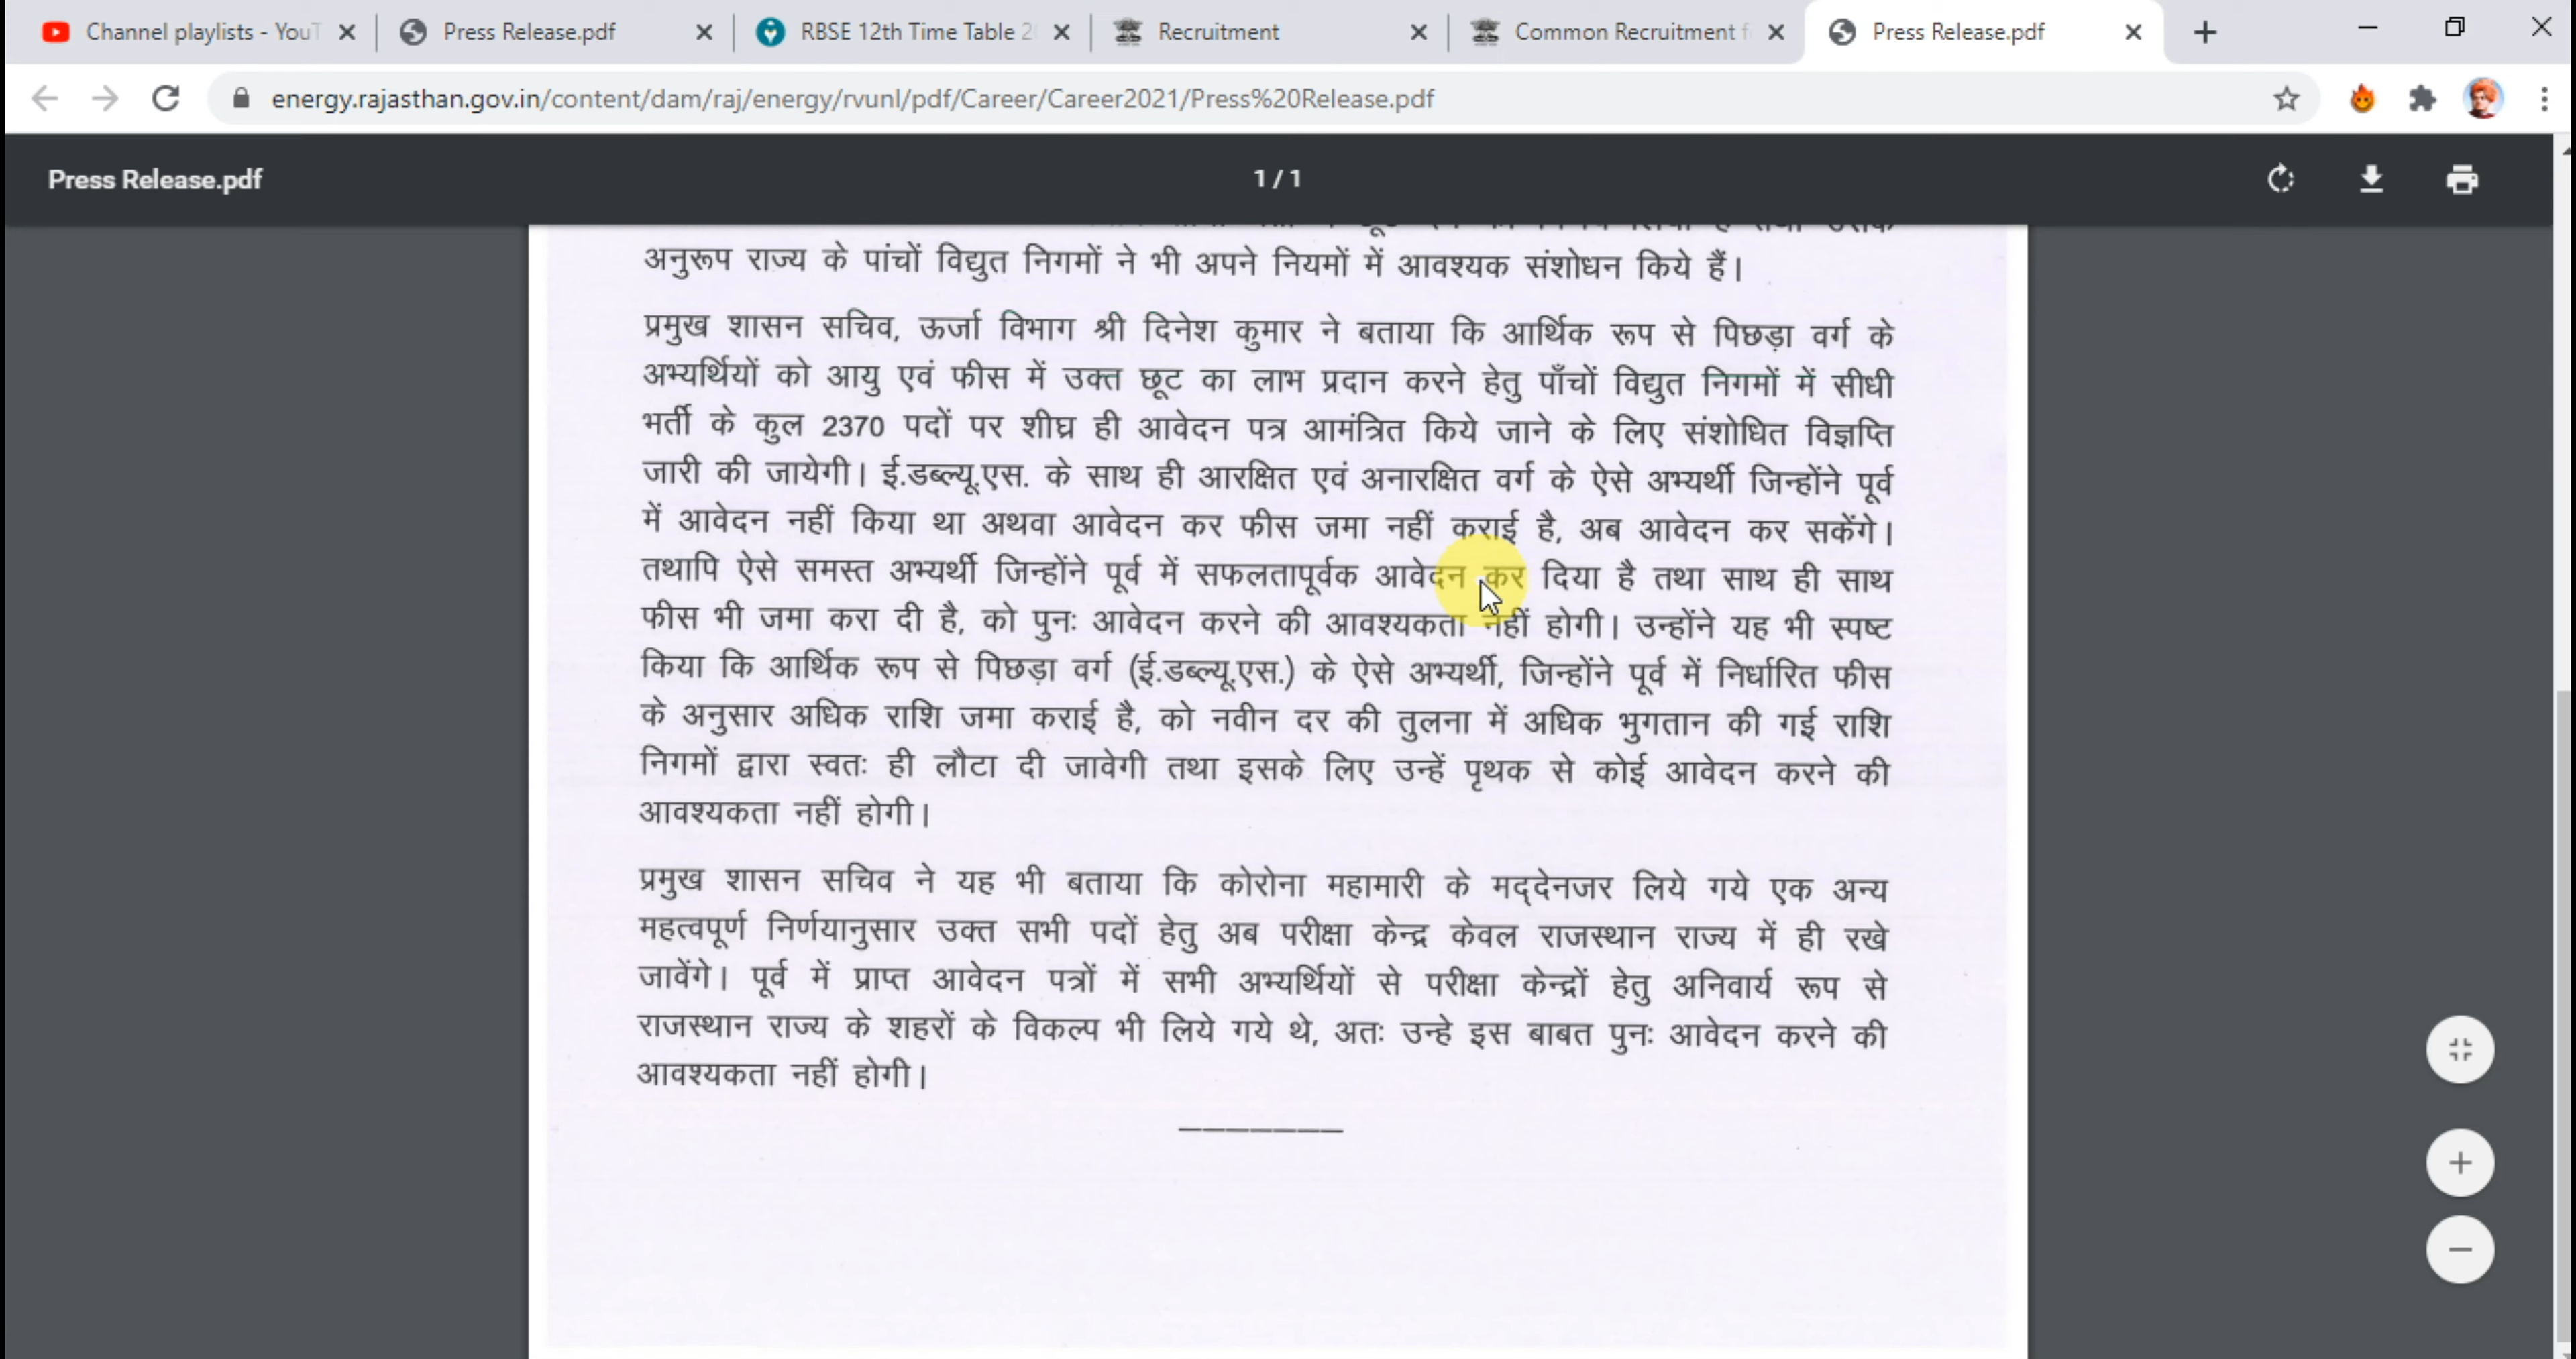 Channel playlists - YouT
Press Release.pdf
RBSE 12th Time Table 2
Recruitment
Common Recruitment f
Press Release.pdf
energy.rajasthan.gov.in/content/dam/raj/energy/rvunl/pdf/Career/Career2021/Press%20Release.pdf
Press Release.pdf
1 / 1
अनुरूप राज्य के पांचों विद्युत निगमों ने भी अपने नियमों में आवश्यक संशोधन किये हैं।
प्रमुख शासन सचिव, ऊर्जा विभाग श्री दिनेश कुमार ने बताया कि आर्थिक रूप से पिछड़ा वर्ग के
अभ्यर्थियों को आयु एवं फीस में उक्त छूट का लाभ प्रदान करने हेतु पाँचों विद्युत निगमों में सीधी
भर्ती के कुल 2370 पदों पर शीघ्र ही आवेदन पत्र आमंत्रित किये जाने के लिए संशोधित विज्ञप्ति
जारी की जायेगी। ई.डब्ल्यू.एस. के साथ ही आरक्षित एवं अनारक्षित वर्ग के ऐसे अभ्यर्थी जिन्होंने पूर्व
में आवेदन नहीं किया था अथवा आवेदन कर फीस जमा नहीं कराई है, अब आवेदन कर सकेंगे।
तथापि ऐसे समस्त अभ्यर्थी जिन्होंने पूर्व में सफलतापूर्वक आवेदन कर दिया है तथा साथ ही साथ
फीस भी जमा करा दी है, को पुनः आवेदन करने की आवश्यकता नहीं होगी। उन्होंने यह भी स्पष्ट
किया कि आर्थिक रूप से पिछड़ा वर्ग (ई.डब्ल्यू.एस.) के ऐसे अभ्यर्थी, जिन्होंने पूर्व में निर्धारित फीस
के अनुसार अधिक राशि जमा कराई है, को नवीन दर की तुलना में अधिक भुगतान की गई राशि
निगमों द्वारा स्वतः ही लौटा दी जावेगी तथा इसके लिए उन्हें पृथक से कोई आवेदन करने की
आवश्यकता नहीं होगी।
प्रमुख शासन सचिव ने यह भी बताया कि कोरोना महामारी के मद्देनजर लिये गये एक अन्य
महत्वपूर्ण निर्णयानुसार उक्त सभी पदों हेतु अब परीक्षा केन्द्र केवल राजस्थान राज्य में ही रखे
जावेंगे। पूर्व में प्राप्त आवेदन पत्रों में सभी अभ्यर्थियों से परीक्षा केन्द्रों हेतु अनिवार्य रूप से
राजस्थान राज्य के शहरों के विकल्प भी लिये गये थे, अतः उन्हे इस बाबत पुनः आवेदन करने की
आवश्यकता नहीं होगी।